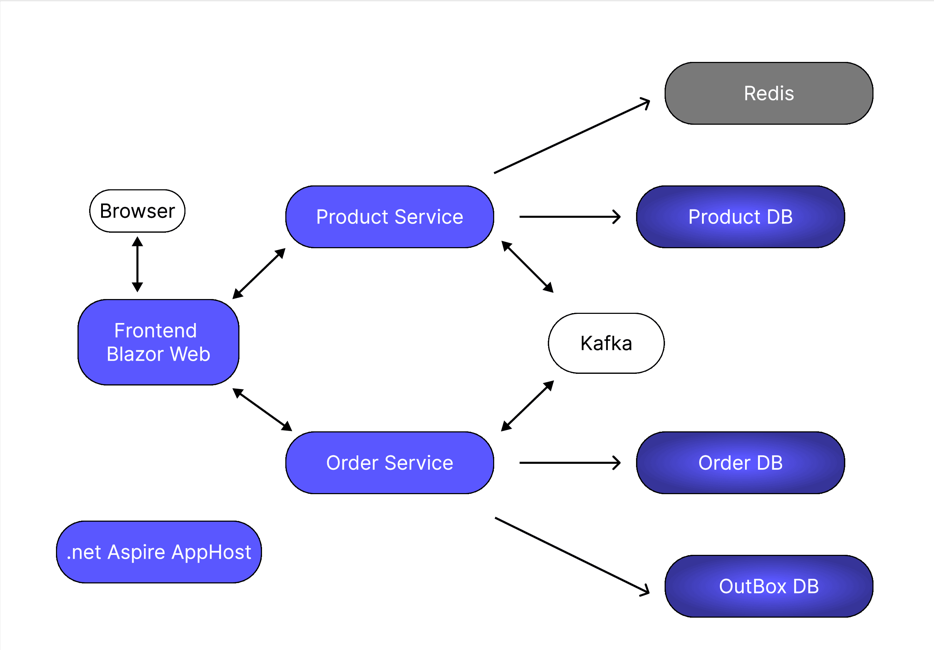 Redis
Browser
Product Service
Product DB
Frontend
Blazor Web
Kafka
Order Service
Order DB
.net Aspire AppHost
OutBox DB